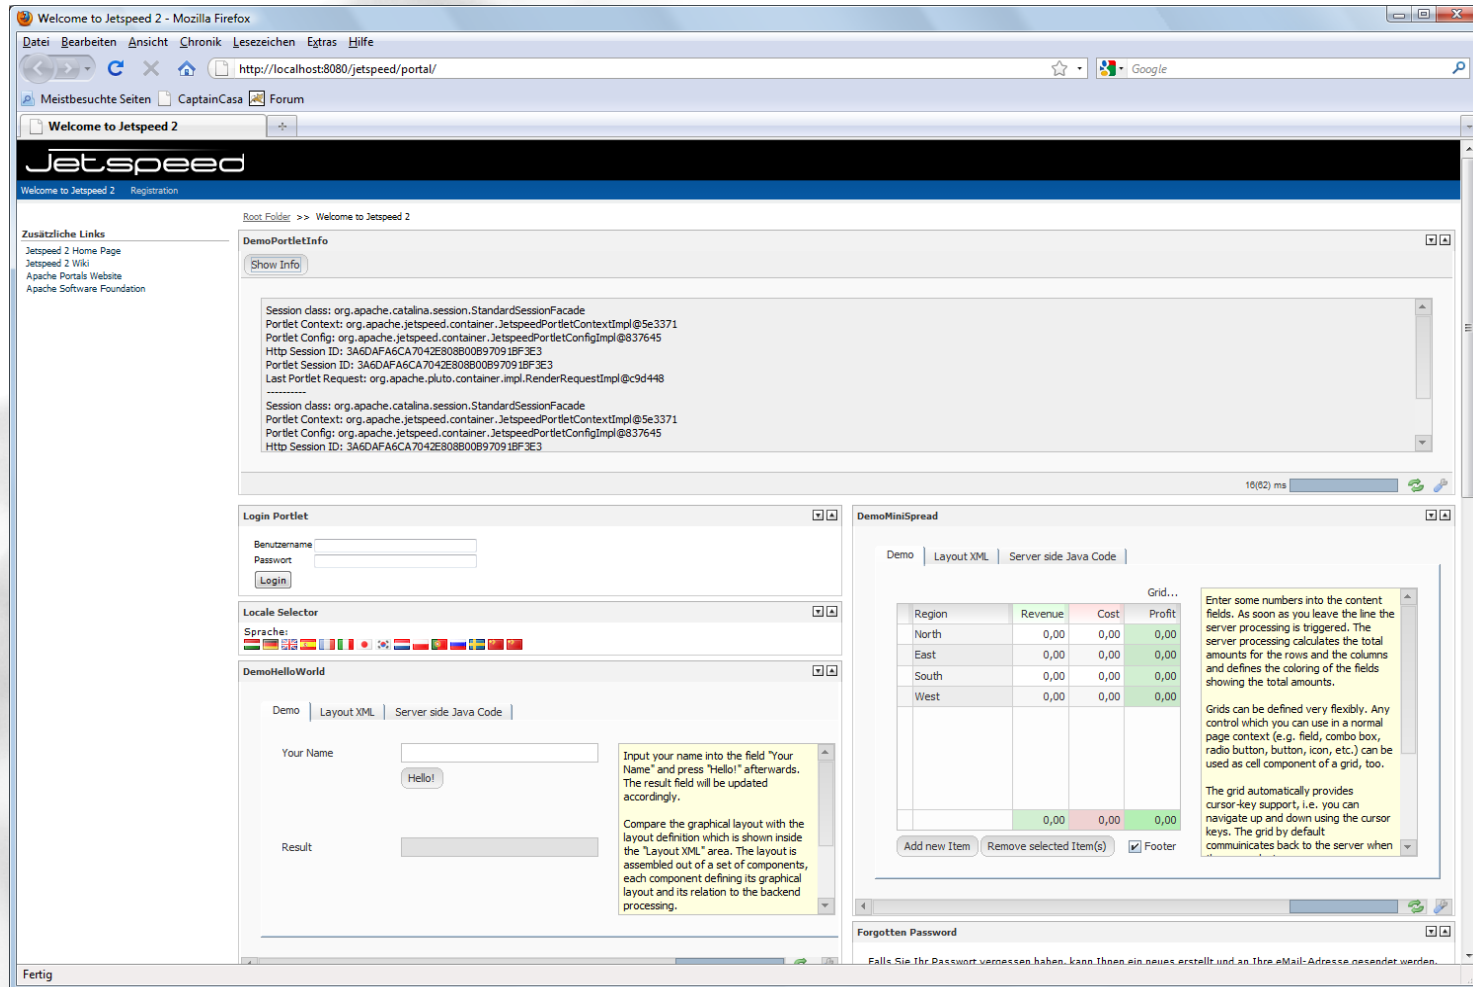 Welcome to Jetspeed 2 - Mozilla Firefox
Datei Bearbeiten Ansicht Chronik Lesezeichen Extras Hilfe
http://localhost:8080/jetspeed/portal/
Google
Meistbesuchte Seiten CaptainCasa Forum
Welcome to Jetspeed 2
Jetspeed
Welcome to Jetspeed 2 Registration
Root Folder >> Welcome to Jetspeed 2
Zusätzliche Links
Jetspeed 2 Home Page
Jetspeed 2 Wiki
Apache Portals Website
Apache Software Foundation
DemoPortletInfo
Show Info
Session class: org.apache.catalina.session.StandardSessionFacade
Portlet Context: org.apache.jetspeed.container.JetspeedPortletContextImpl@5e3371
Portlet Config: org.apache.jetspeed.container.JetspeedPortletConfigImpl@837645
Http Session ID: 3A6DAFA6CA7042E808B00B97091BF3E3
Portlet Session ID: 3A6DAFA6CA7042E808B00B97091BF3E3
Last Portlet Request: org.apache.pluto.container.impl.RenderRequestImpl@c9d448
----------
Session class: org.apache.catalina.session.StandardSessionFacade
Portlet Context: org.apache.jetspeed.container.JetspeedPortletContextImpl@5e3371
Portlet Config: org.apache.jetspeed.container.JetspeedPortletConfigImpl@837645
Http Session ID: 3A6DAFA6CA7042E808B00B97091BF3E3
16(62) ms
Login Portlet
Benutzername
Passwort
Login
Locale Selector
Sprache:
DemoHelloWorld
Demo Layout XML Server side Java Code
Your Name
Hello!
Result
Input your name into the field "Your
Name" and press "Hello!" afterwards.
The result field will be updated
accordingly.
Compare the graphical layout with the
layout definition which is shown inside
the "Layout XML" area. The layout is
assembled out of a set of components,
each component defining its graphical
layout and its relation to the backend
processing.
DemoMiniSpread
Demo Layout XML Server side Java Code
Grid...
Region Revenue Cost Profit
North 0,00 0,00 0,00
East 0,00 0,00 0,00
South 0,00 0,00 0,00
West 0,00 0,00 0,00
0,00 0,00 0,00
Add new Item Remove selected Item(s) Footer
Enter some numbers into the content
fields. As soon as you leave the line the
server processing is triggered. The
server processing calculates the total
amounts for the rows and the columns
and defines the coloring of the fields
showing the total amounts.
Grids can be defined very flexibly. Any
control which you can use in a normal
page context (e.g. field, combo box,
radio button, button, icon, etc.) can be
used as cell component of a grid, too.
The grid automatically provides
cursor-key support, i.e. you can
navigate up and down using the cursor
keys. The grid by default
communicates back to the server when
Forgotten Password
Falls Sie Ihr Passwort vergessen haben, kann Ihnen ein neues erstellt und an Ihre eMail-Adresse gesendet werden.
Fertig